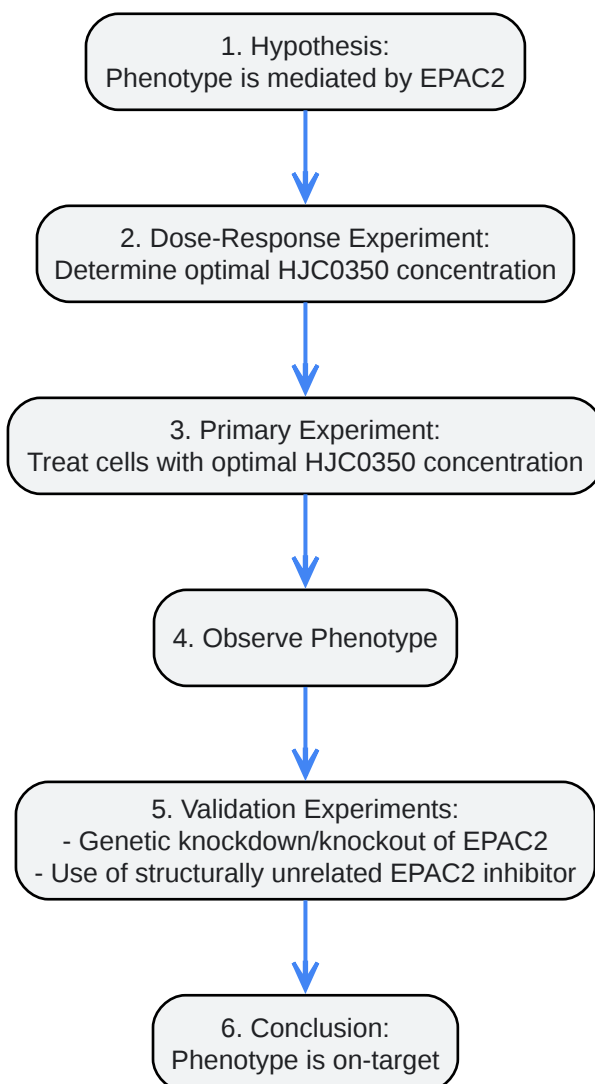 1. Hypothesis:
Phenotype is mediated by EPAC2
2. Dose-Response Experiment:
Determine optimal HJC0350 concentration
3. Primary Experiment:
Treat cells with optimal HJC0350 concentration
4. Observe Phenotype
5. Validation Experiments:
- Genetic knockdown/knockout of EPAC2
- Use of structurally unrelated EPAC2 inhibitor
6. Conclusion:
Phenotype is on-target